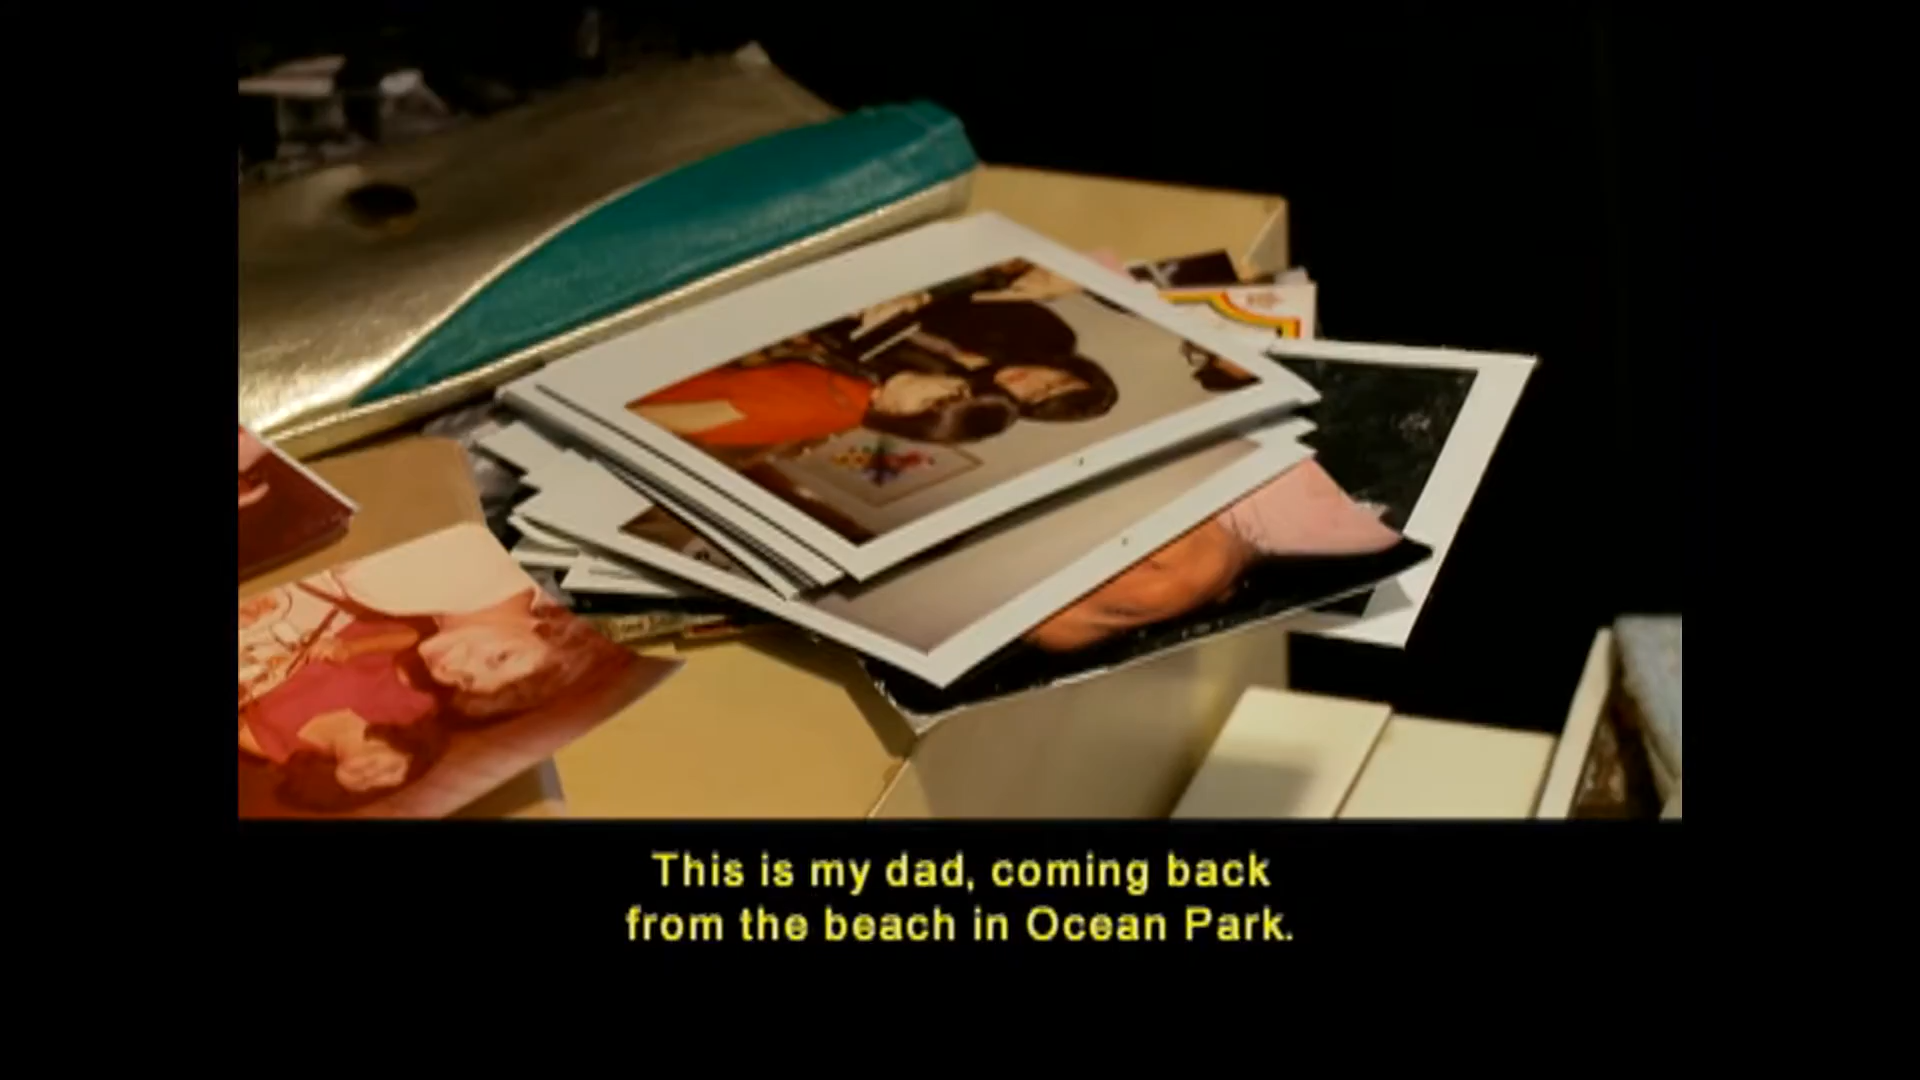 This is my dad, coming back
from the beach in Ocean Park.